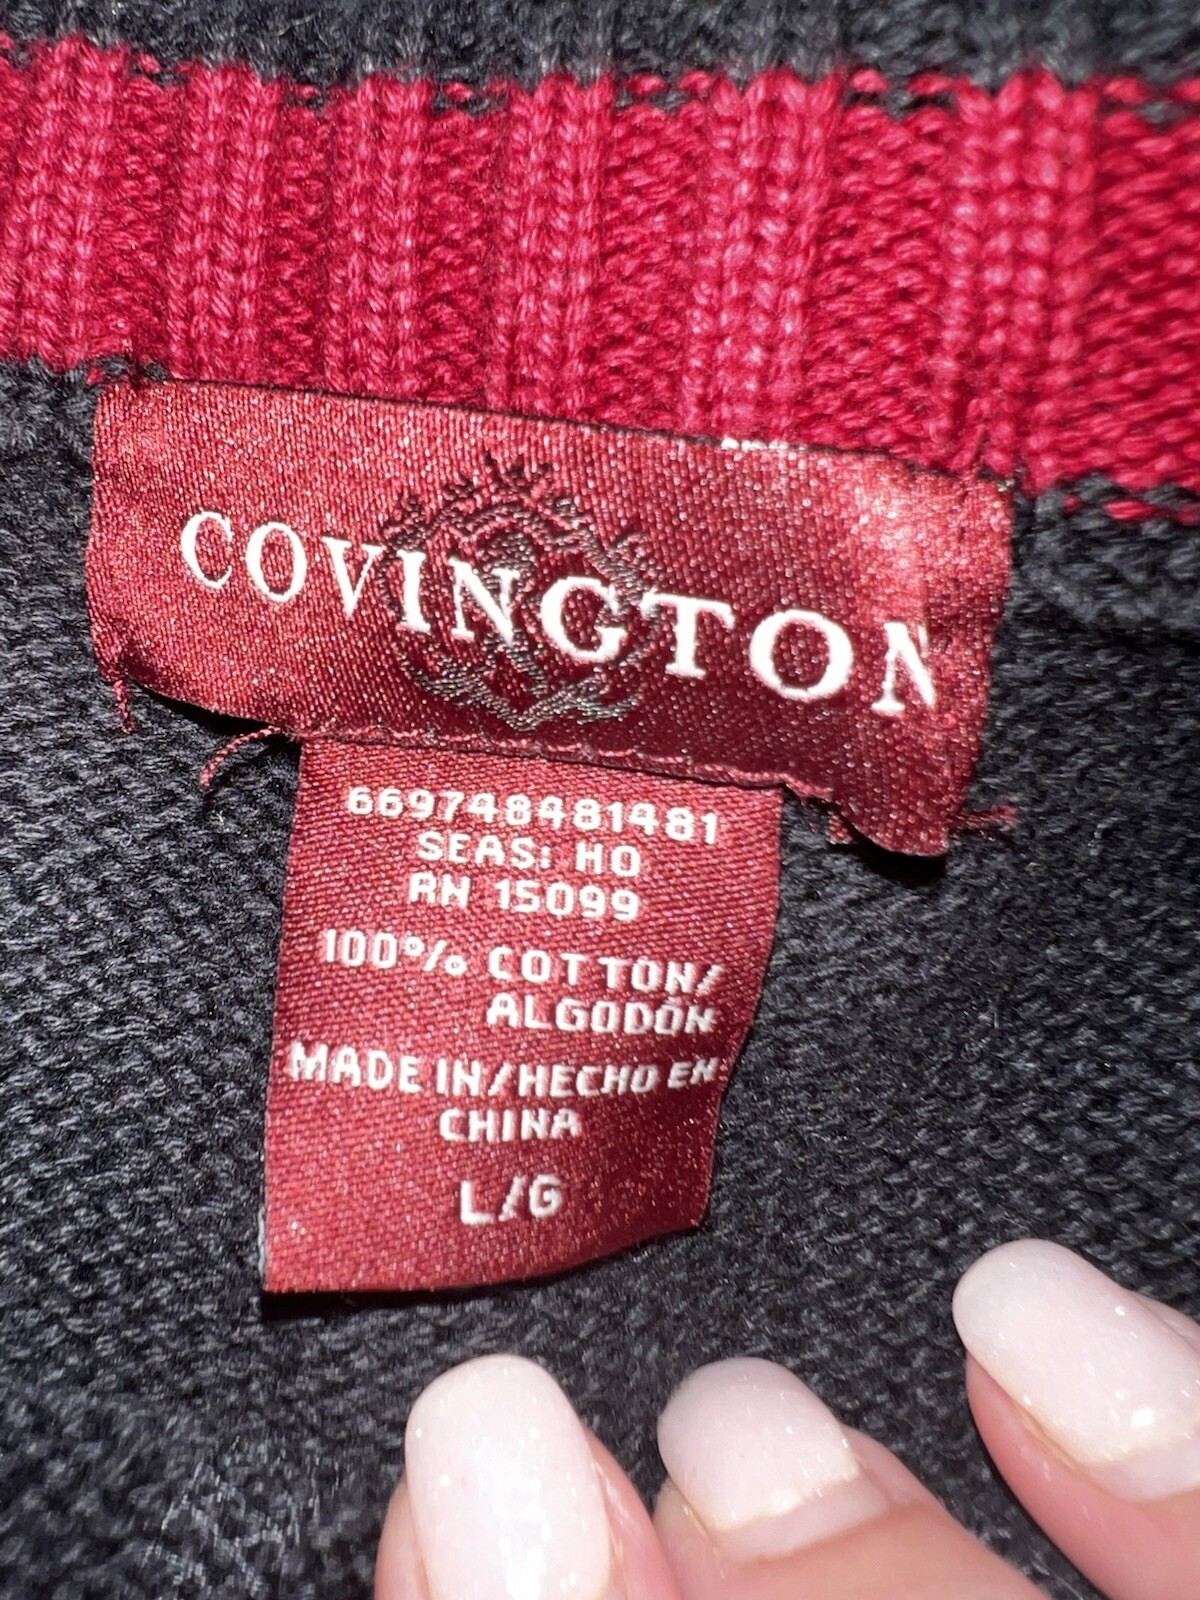 COVINGTON
669748481481
SEAS: HO
RN 15099
100% COTTON/
ALGODÓN
MADE IN/HECHO EN
CHINA
L/G